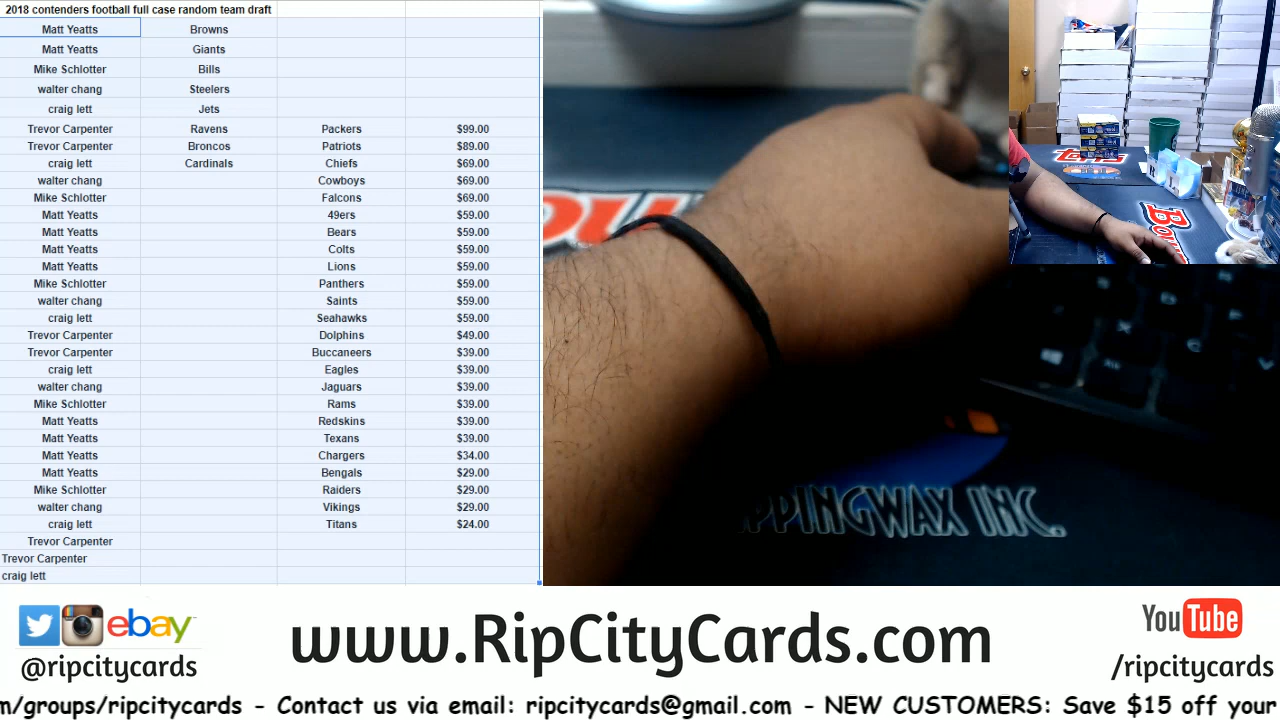 2018 contenders football full case random team draft
Matt Yeatts Browns
Matt Yeatts Giants
Mike Schlotter Bills
walter chang Steelers
craig lett Jets
Trevor Carpenter Ravens Packers $99.00
Trevor Carpenter Broncos Patriots $89.00
craig lett Cardinals Chiefs $69.00
walter chang Cowboys $69.00
Mike Schlotter Falcons $69.00
Matt Yeatts 49ers $59.00
Matt Yeatts Bears $59.00
Matt Yeatts Colts $59.00
Matt Yeatts Lions $59.00
Mike Schlotter Panthers $59.00
walter chang Saints $59.00
craig lett Seahawks $59.00
Trevor Carpenter Dolphins $49.00
Trevor Carpenter Buccaneers $39.00
craig lett Eagles $39.00
walter chang Jaguars $39.00
Mike Schlotter Rams $39.00
Matt Yeatts Redskins $39.00
Matt Yeatts Texans $39.00
Matt Yeatts Chargers $34.00
Matt Yeatts Bengals $29.00
Mike Schlotter Raiders $29.00
walter chang Vikings $29.00
craig lett Titans $24.00
Trevor Carpenter
Trevor Carpenter
craig lett
PPINGWAX INC.
ebay
@ripcitycards
www.RipCityCards.com
YouTube
/ripcitycards
m/groups/ripcitycards - Contact us via email: ripcitycards@gmail.com - NEW CUSTOMERS: Save $15 off your